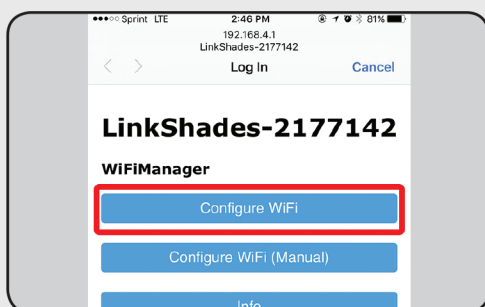 Sprint LTE 2:46 PM 81%
192.168.4.1
LinkShades-2177142
< > Log In Cancel
LinkShades-2177142
WiFiManager
Configure WiFi
Configure WiFi (Manual)
Info